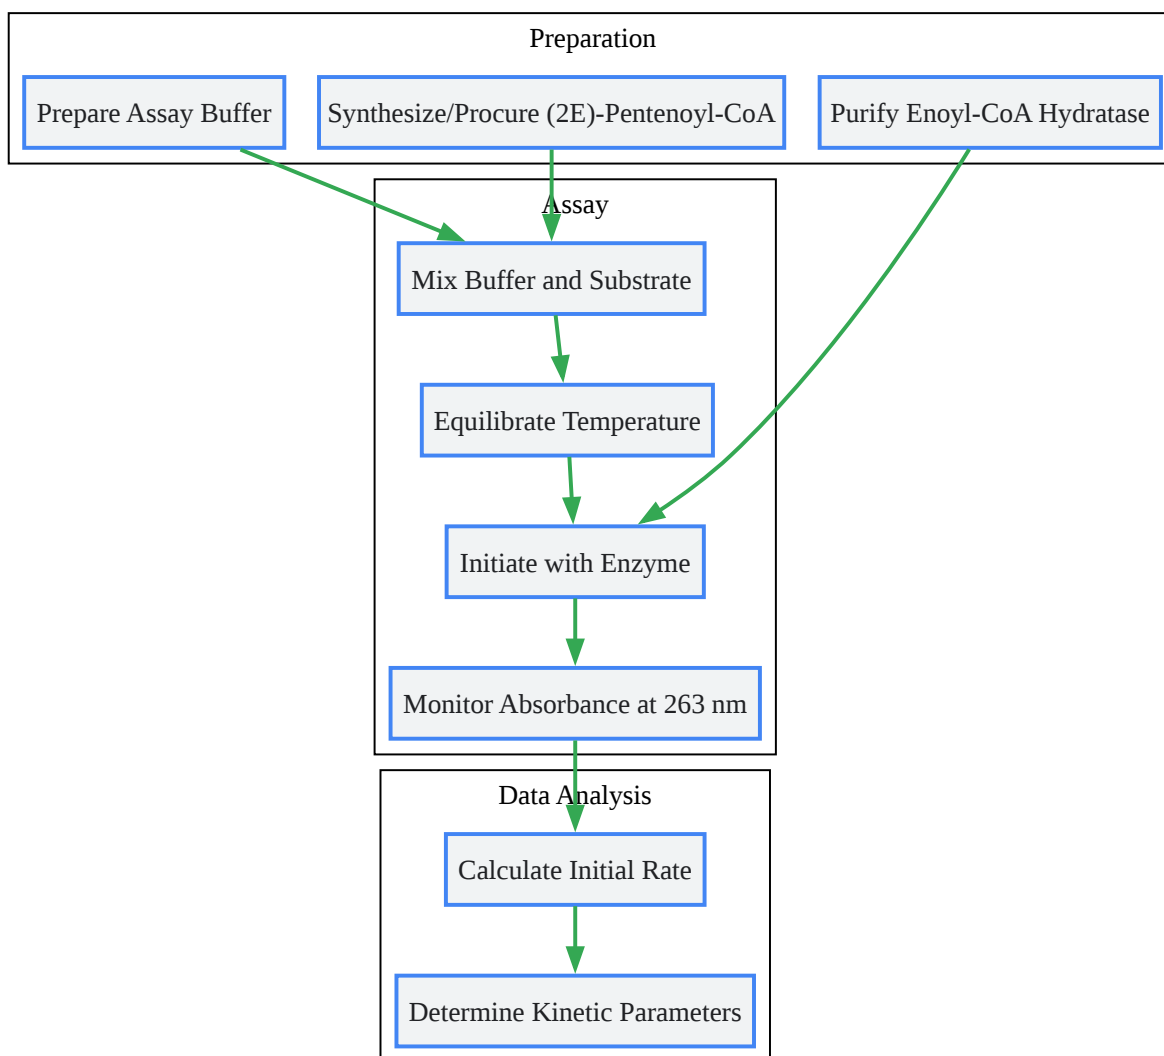 Preparation
Prepare Assay Buffer
Synthesize/Procure (2E)-Pentenoyl-CoA
Purify Enoyl-CoA Hydratase
Assay
Mix Buffer and Substrate
Equilibrate Temperature
Initiate with Enzyme
Monitor Absorbance at 263 nm
Data Analysis
Calculate Initial Rate
Determine Kinetic Parameters